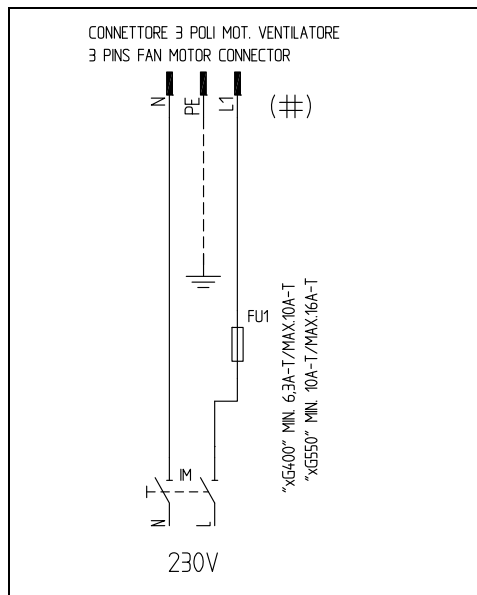 CONNETTORE 3 POLI MOT. VENTILATORE
3 PINS FAN MOTOR CONNECTOR
N
PE
L1
(#)
FU1
"xG400" MIN. 6,3A-T/MAX.10A-T
"xG550" MIN. 10A-T/MAX.16A-T
IM
N
L
230V